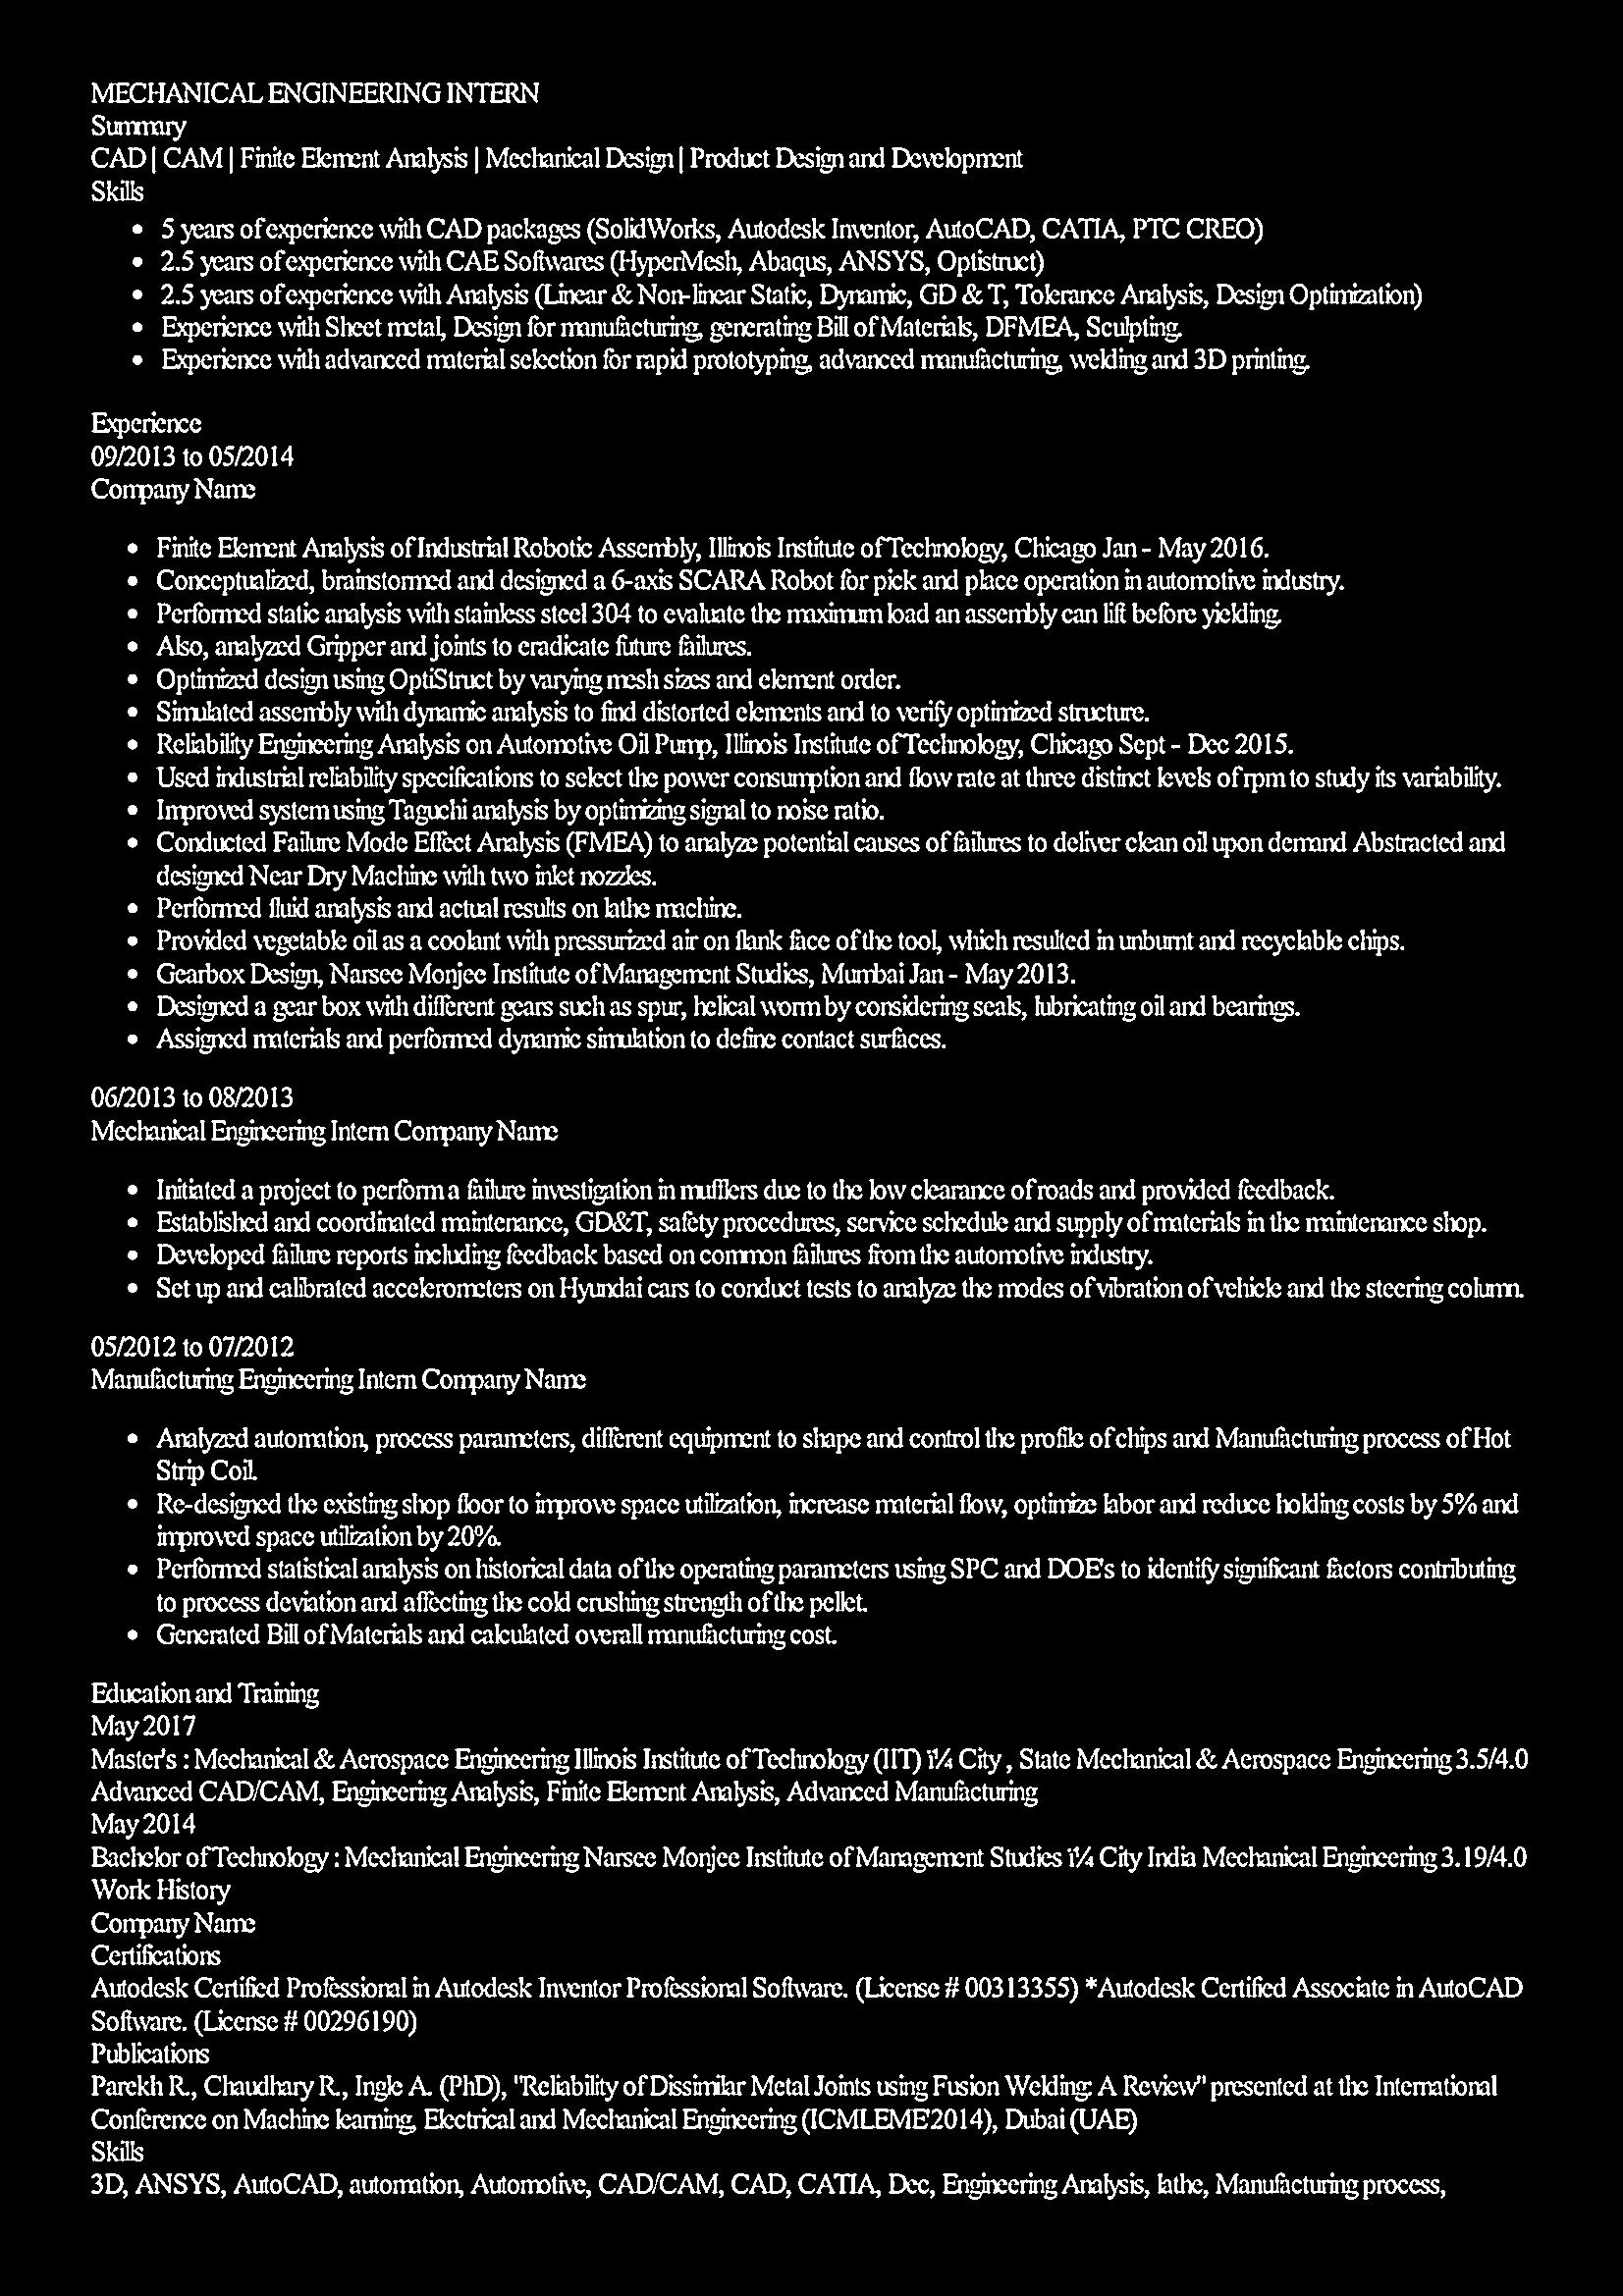 MECHANICAL ENGINEERING INTERN
Summary
CAD | CAM | Finite Element Analysis | Mechanical Design | Product Design and Development
Skills
• 5 years of experience with CAD packages (SolidWorks, Autodesk Inventor, AutoCAD, CATIA, PTC CREO)
• 2.5 years of experience with CAE Softwares (HyperMesh, Abaqus, ANSYS, Optistruct)
• 2.5 years of experience with Analysis (Linear & Non-linear Static, Dynamic, GD & T, Tolerance Analysis, Design Optimization)
• Experience with Sheet metal, Design for manufacturing, generating Bill of Materials, DFMEA, Sculpting.
• Experience with advanced material selection for rapid prototyping, advanced manufacturing, welding and 3D printing.
Experience
09/2013 to 05/2014
Company Name
• Finite Element Analysis of Industrial Robotic Assembly, Illinois Institute of Technology, Chicago Jan - May 2016.
• Conceptualized, brainstormed and designed a 6-axis SCARA Robot for pick and place operation in automotive industry.
• Performed static analysis with stainless steel 304 to evaluate the maximum load an assembly can lift before yielding.
• Also, analyzed Gripper and joints to eradicate future failures.
• Optimized design using OptiStruct by varying mesh sizes and element order.
• Simulated assembly with dynamic analysis to find distorted elements and to verify optimized structure.
• Reliability Engineering Analysis on Automotive Oil Pump, Illinois Institute of Technology, Chicago Sept - Dec 2015.
• Used industrial reliability specifications to select the power consumption and flow rate at three distinct levels of rpm to study its variability.
• Improved system using Taguchi analysis by optimizing signal to noise ratio.
• Conducted Failure Mode Effect Analysis (FMEA) to analyze potential causes of failures to deliver clean oil upon demand Abstracted and
designed Near Dry Machine with two inlet nozzles.
• Performed fluid analysis and actual results on lathe machine.
• Provided vegetable oil as a coolant with pressurized air on flank face of the tool, which resulted in unburnt and recyclable chips.
• Gearbox Design, Narsee Monjee Institute of Management Studies, Mumbai Jan - May 2013.
• Designed a gear box with different gears such as spur, helical worm by considering seals, lubricating oil and bearings.
• Assigned materials and performed dynamic simulation to define contact surfaces.
06/2013 to 08/2013
Mechanical Engineering Intern Company Name
• Initiated a project to perform a failure investigation in mufflers due to the low clearance of roads and provided feedback.
• Established and coordinated maintenance, GD&T, safety procedures, service schedule and supply of materials in the maintenance shop.
• Developed failure reports including feedback based on common failures from the automotive industry.
• Set up and calibrated accelerometers on Hyundai cars to conduct tests to analyze the modes of vibration of vehicle and the steering column.
05/2012 to 07/2012
Manufacturing Engineering Intern Company Name
• Analyzed automation, process parameters, different equipment to shape and control the profile of chips and Manufacturing process of Hot
Strip Coil.
• Re-designed the existing shop floor to improve space utilization, increase material flow, optimize labor and reduce holding costs by 5% and
improved space utilization by 20%.
• Performed statistical analysis on historical data of the operating parameters using SPC and DOE's to identify significant factors contributing
to process deviation and affecting the cold crushing strength of the pellet.
• Generated Bill of Materials and calculated overall manufacturing cost.
Education and Training
May 2017
Master's : Mechanical & Aerospace Engineering Illinois Institute of Technology (IIT) ï¼ City , State Mechanical & Aerospace Engineering 3.5/4.0
Advanced CAD/CAM, Engineering Analysis, Finite Element Analysis, Advanced Manufacturing
May 2014
Bachelor of Technology : Mechanical Engineering Narsee Monjee Institute of Management Studies ï¼ City India Mechanical Engineering 3.19/4.0
Work History
Company Name
Certifications
Autodesk Certified Professional in Autodesk Inventor Professional Software. (License # 00313355) *Autodesk Certified Associate in AutoCAD
Software. (License # 00296190)
Publications
Parekh R., Chaudhary R., Ingle A. (PhD), "Reliability of Dissimilar Metal Joints using Fusion Welding: A Review" presented at the International
Conference on Machine learning, Electrical and Mechanical Engineering (ICMLEME'2014), Dubai (UAE)
Skills
3D, ANSYS, AutoCAD, automation, Automotive, CAD/CAM, CAD, CATIA, Dec, Engineering Analysis, lathe, Manufacturing process,